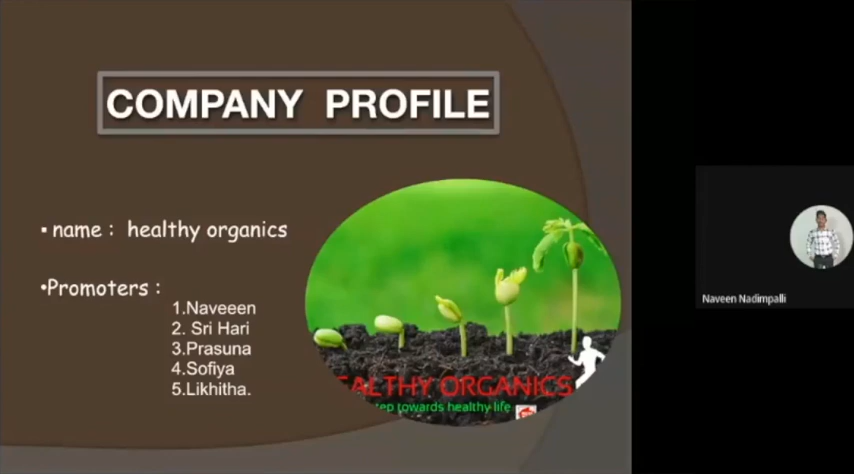 COMPANY PROFILE
▪ name : healthy organics
•Promoters :
1.Naveeen
2. Sri Hari
3.Prasuna
4.Sofiya
5.Likhitha.
EALTHY ORGANICS
tep towards healthy life
Naveen Nadimpalli